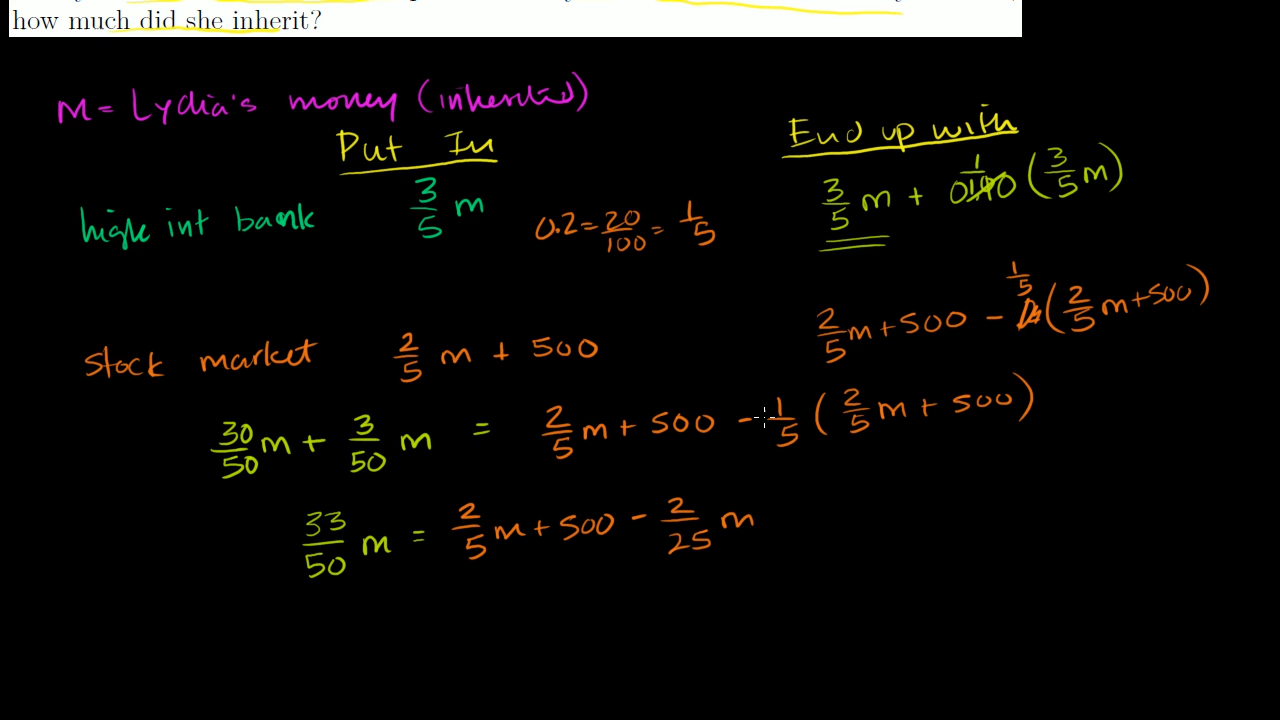 how much did she inherit?
M = Lydia's money (inherited)
Put In
End up with
high int bank 3/5 m
0.2 = 20/100 = 1/5
3/5 m + 1/10 (3/5 m)
stock market 2/5 m + 500
2/5 m + 500 - 1/5 (2/5 m + 500)
30/50 m + 3/50 m = 2/5 m + 500 - 1/5 (2/5 m + 500)
33/50 m = 2/5 m + 500 - 2/25 m